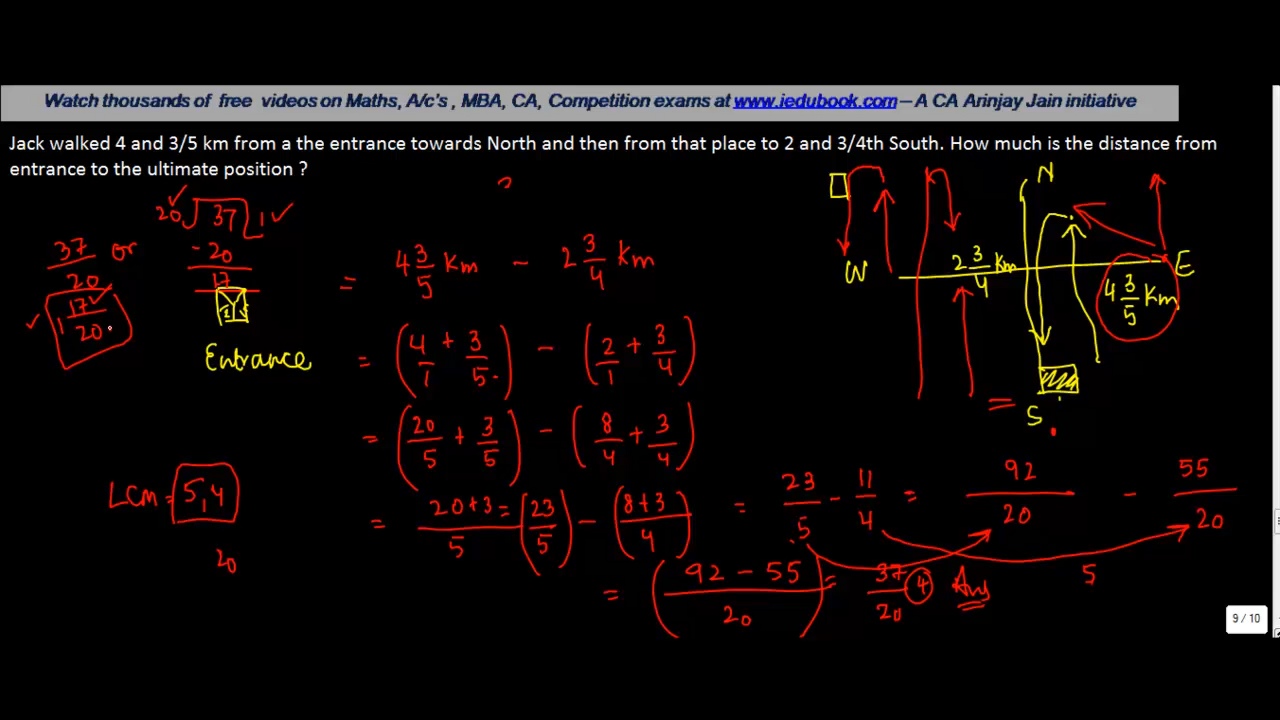 Watch thousands of free videos on Maths, A/c's , MBA, CA, Competition exams at www.iedubook.com – A CA Arinjay Jain initiative
Jack walked 4 and 3/5 km from a the entrance towards North and then from that place to 2 and 3/4th South. How much is the distance from
entrance to the ultimate position ?
20 37 1
- 20
17
37/20 or
1 17/20
Entrance
LCM = 5,4
20
= 4 3/5 Km - 2 3/4 Km
= (4/1 + 3/5) - (2/1 + 3/4)
= (20/5 + 3/5) - (8/4 + 3/4)
= 20+3/5 = (23/5) - (8+3/4) = 23/5 - 11/4 = 92/20 - 55/20
= (92 - 55/20) = 37/20 4 Ans
5
N
W
2 3/4 Km
E
4 3/5 Km
=
S
9 / 10